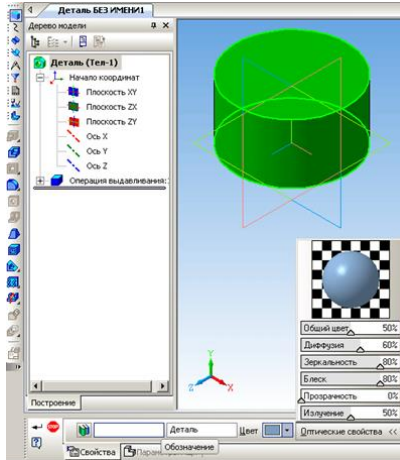 Деталь БЕЗ ИМЕНИ1
Дерево модели
Деталь (Тел-1)
Начало координат
Плоскость XY
Плоскость ZX
Плоскость ZY
Ось X
Ось Y
Ось Z
Операция выдавливания:
Построение
Y
Z
X
Общий цвет 50%
Диффузия 60%
Зеркальность 80%
Блеск 80%
Прозрачность 0%
Излучение 50%
Оптические свойства <<
STOP
Деталь
Цвет
Обозначение
Свойства